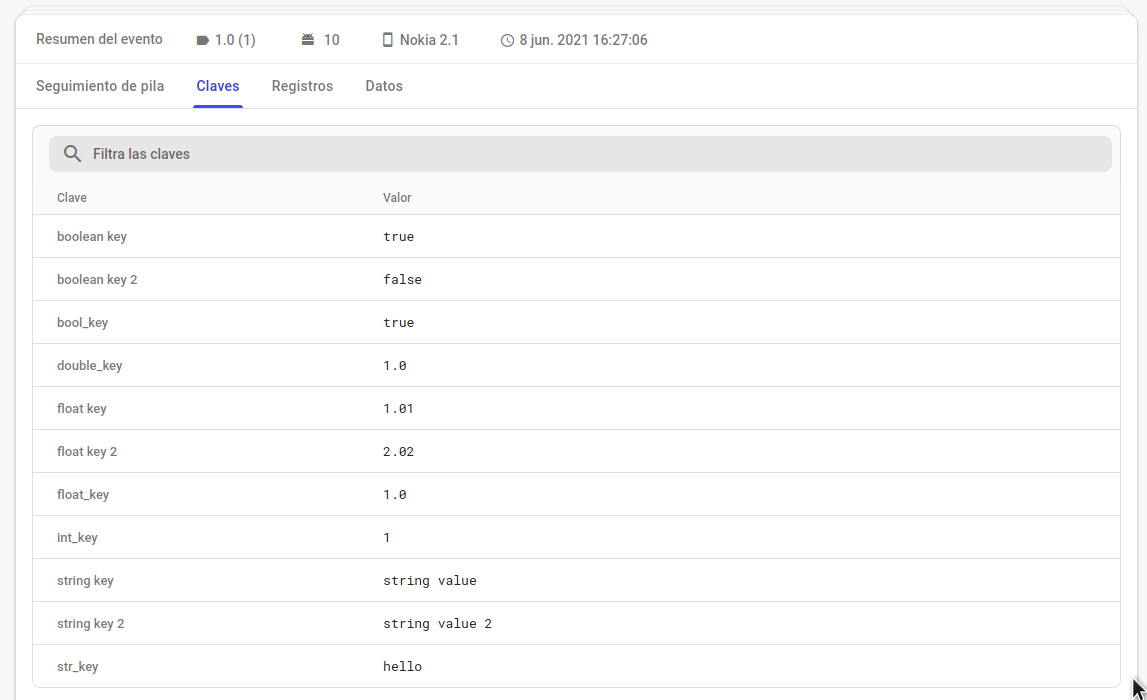 Resumen del evento 1.0 (1) 10 Nokia 2.1 8 jun. 2021 16:27:06
Seguimiento de pila Claves Registros Datos
Filtra las claves
Clave Valor
boolean key true
boolean key 2 false
bool_key true
double_key 1.0
float key 1.01
float key 2 2.02
float_key 1.0
int_key 1
string key string value
string key 2 string value 2
str_key hello